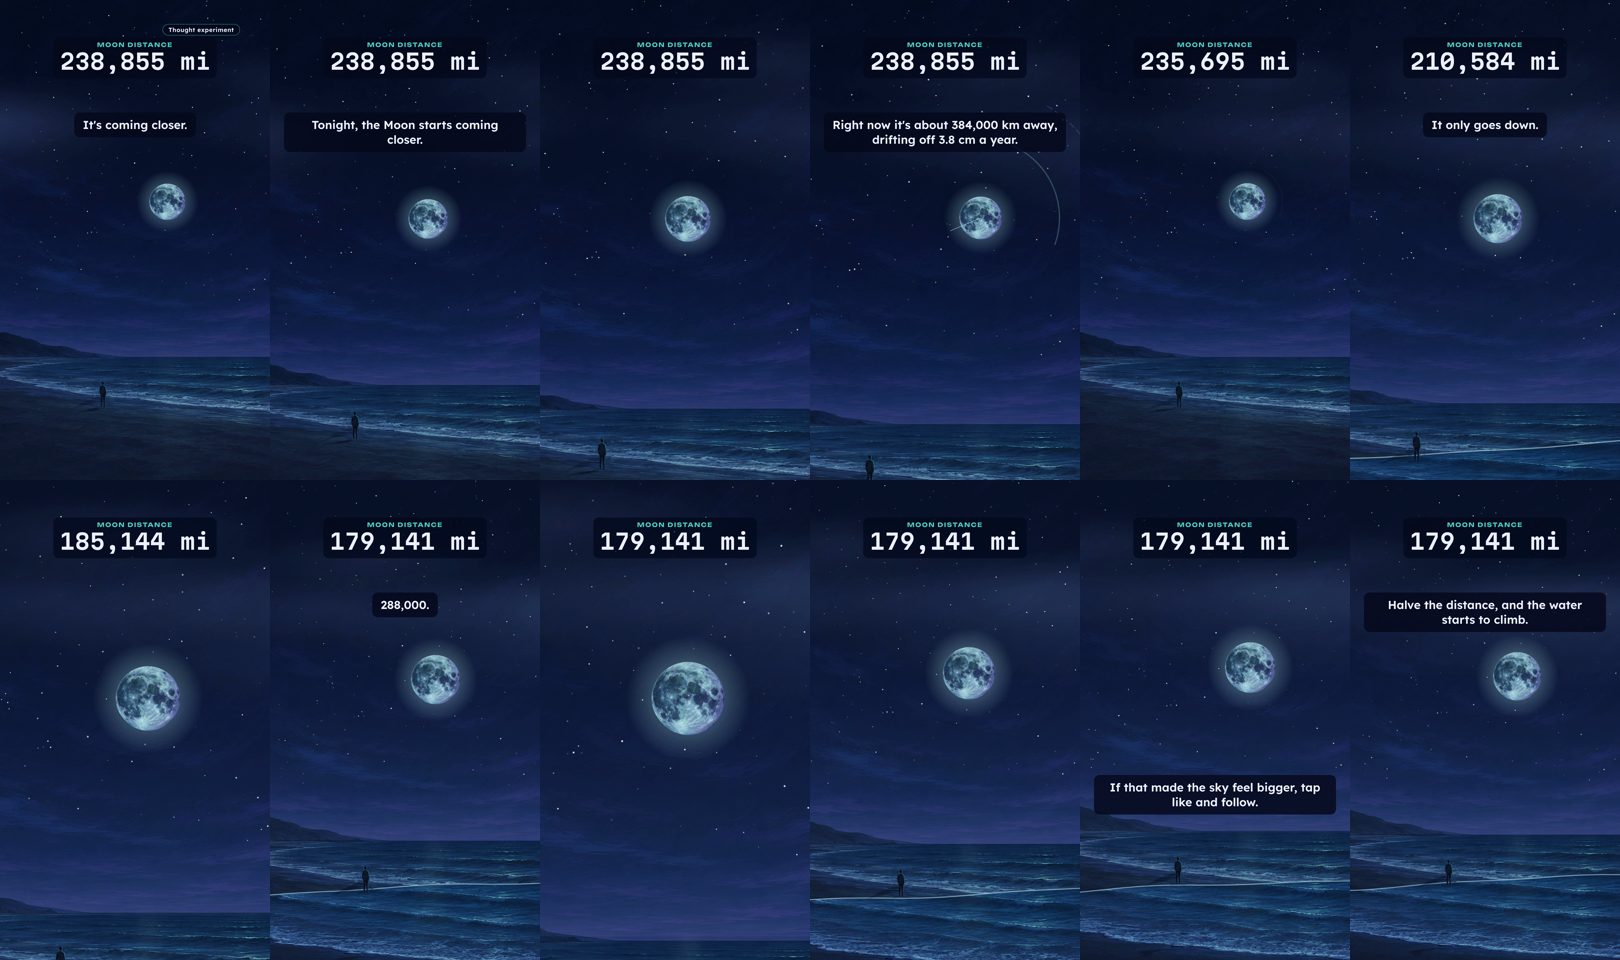 Thought experiment
MOON DISTANCE
238,855 mi
It's coming closer.
MOON DISTANCE
238,855 mi
Tonight, the Moon starts coming
closer.
MOON DISTANCE
238,855 mi
MOON DISTANCE
238,855 mi
Right now it's about 384,000 km away,
drifting off 3.8 cm a year.
MOON DISTANCE
235,695 mi
MOON DISTANCE
210,584 mi
It only goes down.
MOON DISTANCE
185,144 mi
MOON DISTANCE
179,141 mi
288,000.
MOON DISTANCE
179,141 mi
MOON DISTANCE
179,141 mi
MOON DISTANCE
179,141 mi
If that made the sky feel bigger, tap
like and follow.
MOON DISTANCE
179,141 mi
Halve the distance, and the water
starts to climb.